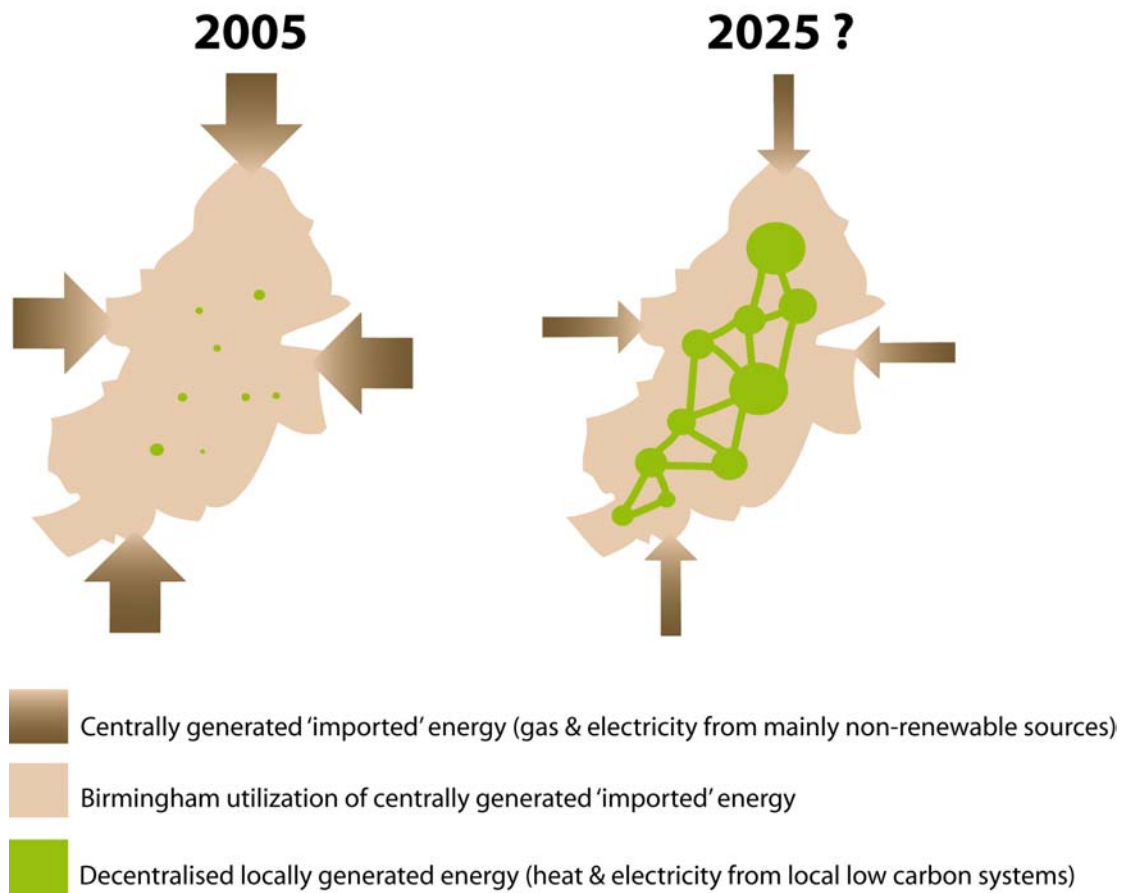 2005
2025 ?
Centrally generated ‘imported’ energy (gas & electricity from mainly non-renewable sources)
Birmingham utilization of centrally generated ‘imported’ energy
Decentralised locally generated energy (heat & electricity from local low carbon systems)